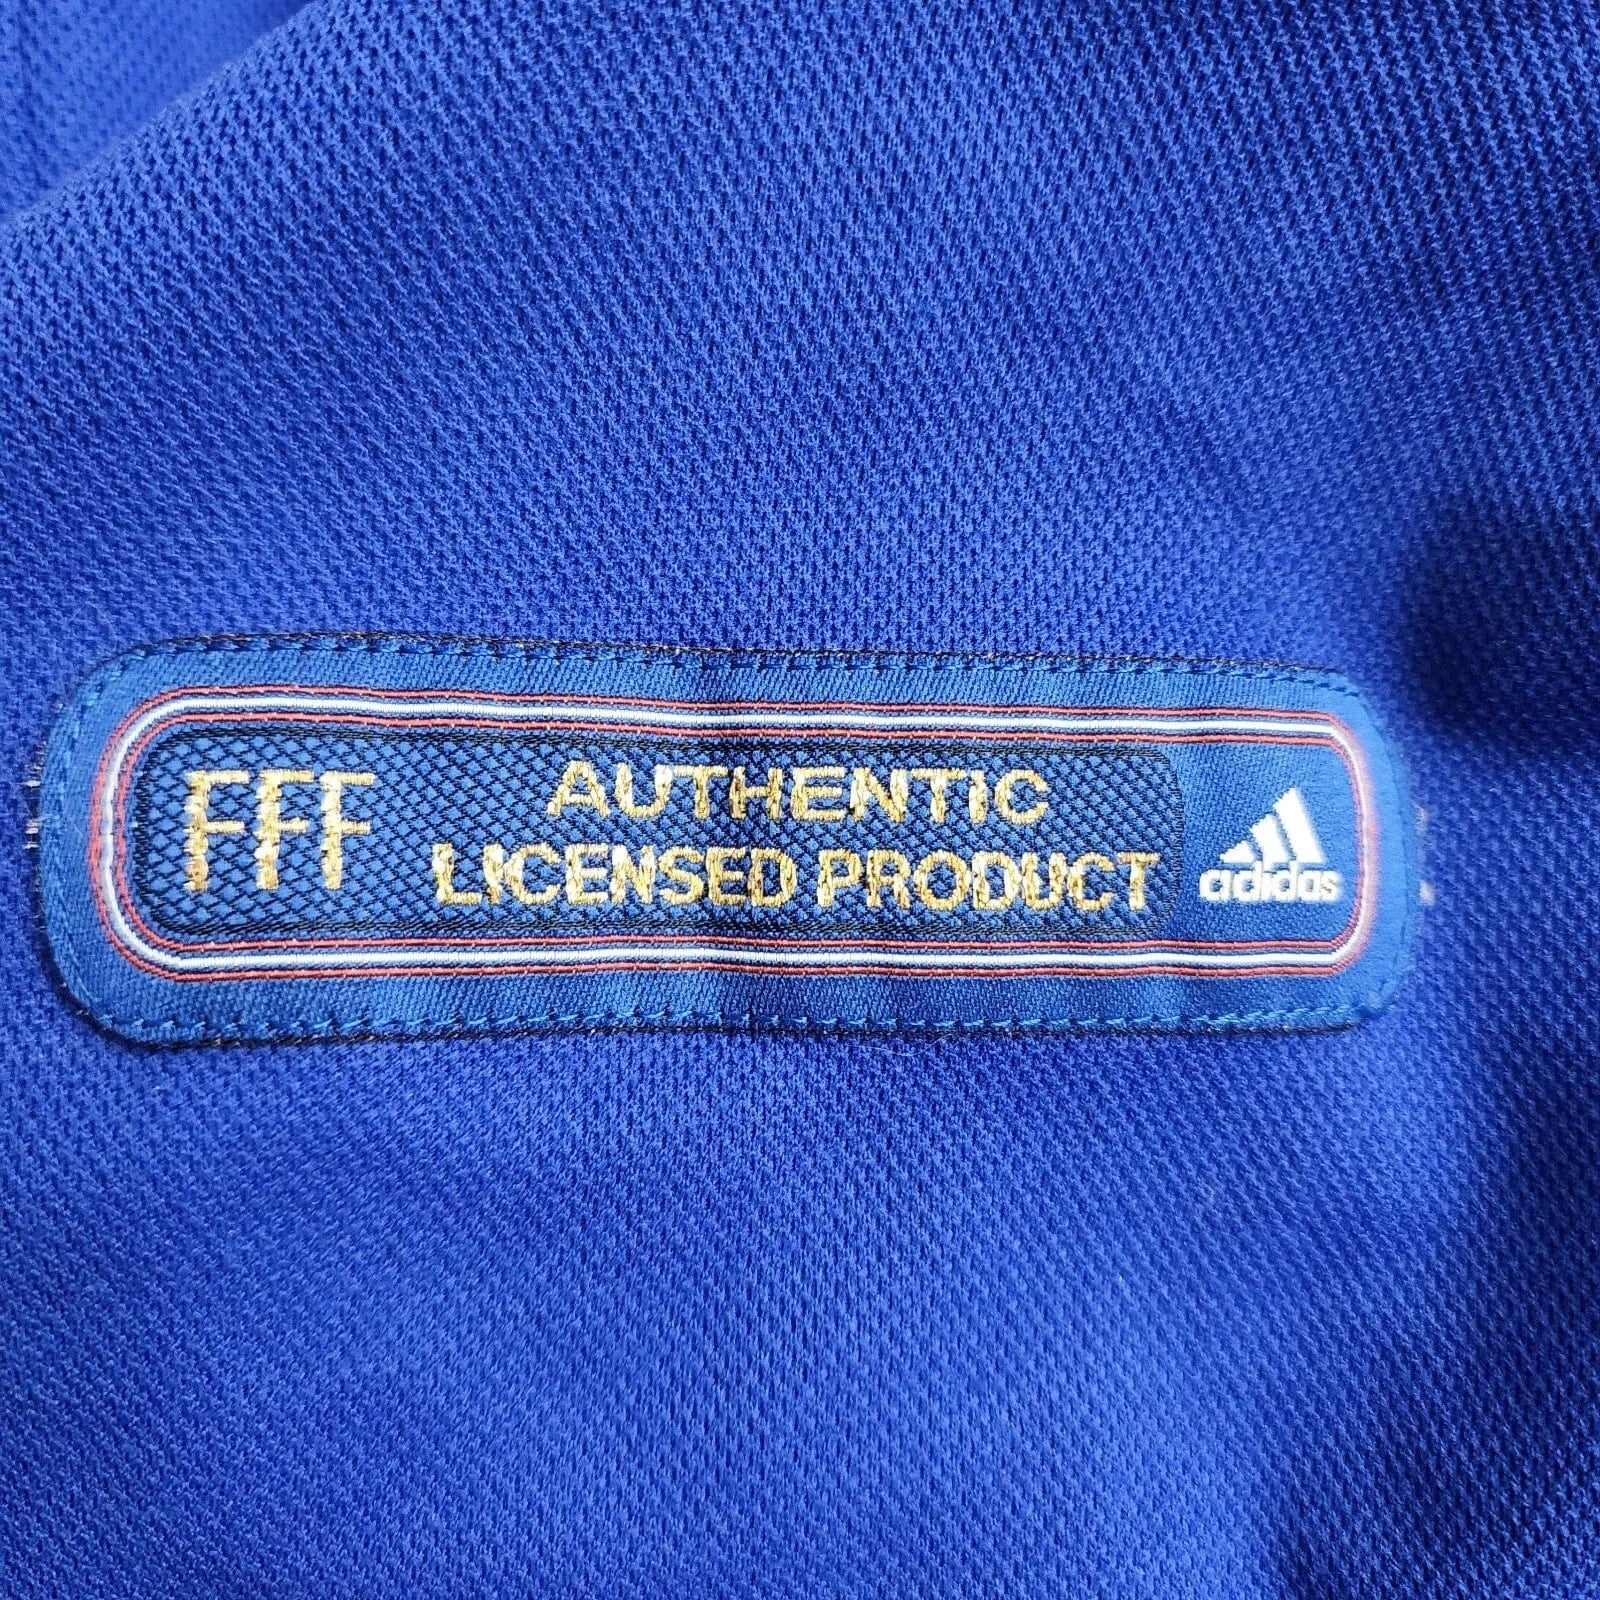 FFF
AUTHENTIC
LICENSED PRODUCT
adidas